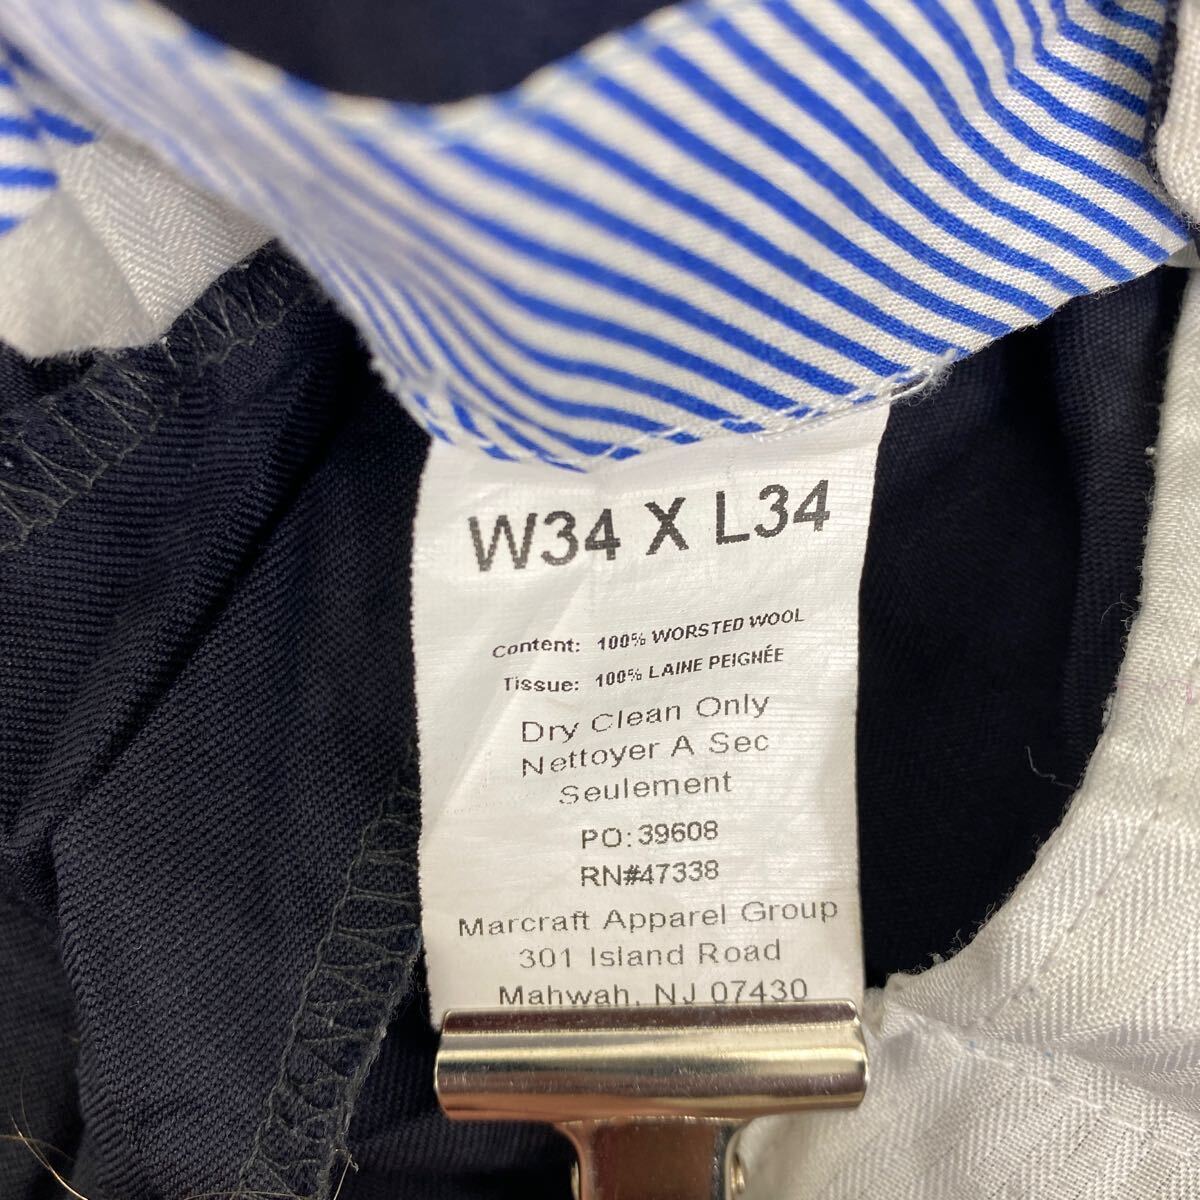 W34 X L34
Content: 100% WORSTED WOOL
Tissue: 100% LAINE PEIGNÉE
Dry Clean Only
Nettoyer A Sec
Seulement
PO: 39608
RN#47338
Marcraft Apparel Group
301 Island Road
Mahwah, NJ 07430